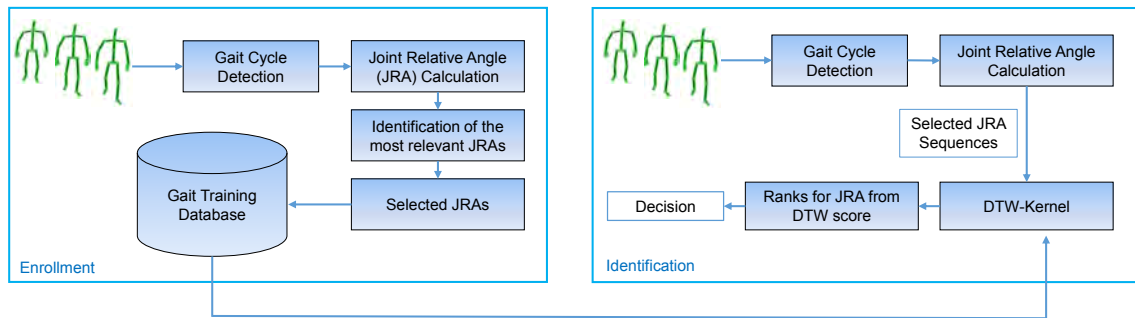 Gait Cycle
Detection
Joint Relative Angle
(JRA) Calculation
Identification of the
most relevant JRAs
Selected JRAs
Gait Training
Database
Enrollment
Gait Cycle
Detection
Joint Relative Angle
Calculation
Selected JRA
Sequences
DTW-Kernel
Ranks for JRA from
DTW score
Decision
Identification